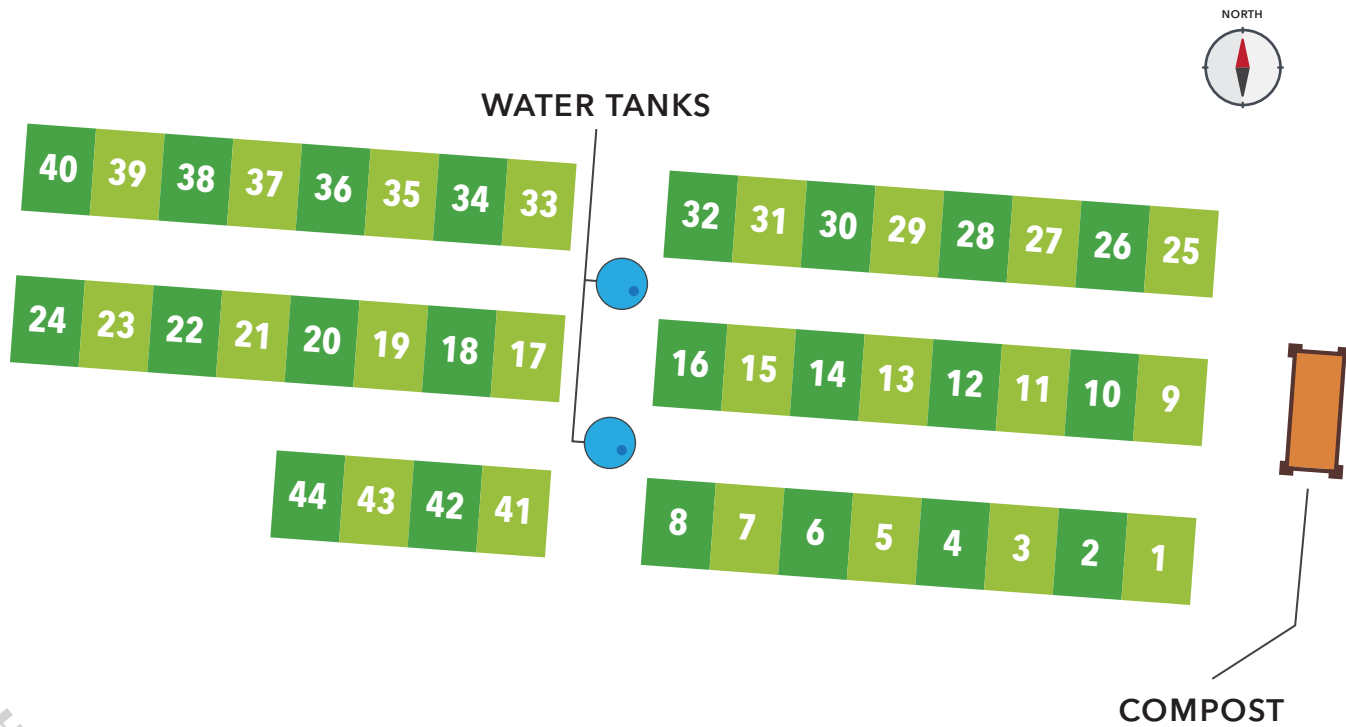 NORTH
WATER TANKS
40 39 38 37 36 35 34 33
32 31 30 29 28 27 26 25
24 23 22 21 20 19 18 17
16 15 14 13 12 11 10 9
44 43 42 41
8 7 6 5 4 3 2 1
COMPOST